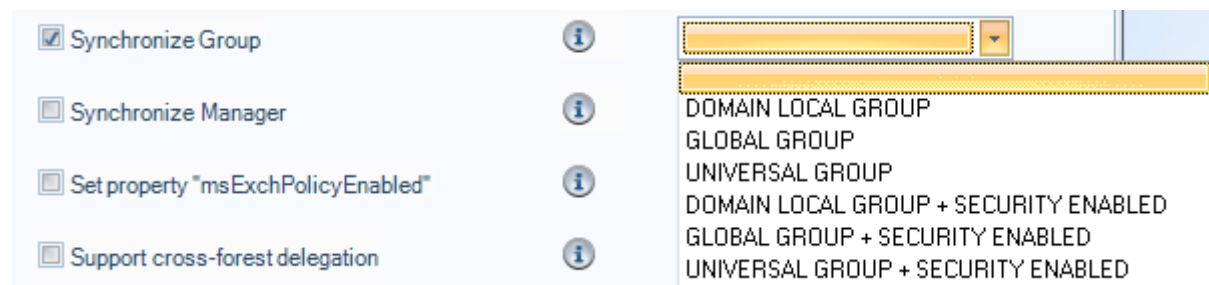 Synchronize Group
Synchronize Manager
Set property "msExchPolicyEnabled"
Support cross-forest delegation
DOMAIN LOCAL GROUP
GLOBAL GROUP
UNIVERSAL GROUP
DOMAIN LOCAL GROUP + SECURITY ENABLED
GLOBAL GROUP + SECURITY ENABLED
UNIVERSAL GROUP + SECURITY ENABLED